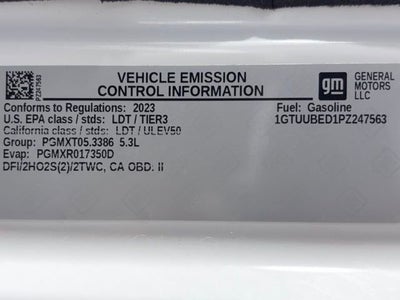 PZ247563
VEHICLE EMISSION
CONTROL INFORMATION
gm
GENERAL
MOTORS
LLC
Conforms to Regulations: 2023
U.S. EPA class / stds: LDT / TIER3
California class / stds: LDT / ULEV50
Group: PGMXT05.3386 5.3L
Evap: PGMXR017350D
DFI/2HO2S(2)/2TWC, CA OBD. II
Fuel: Gasoline
1GTUUBED1PZ247563